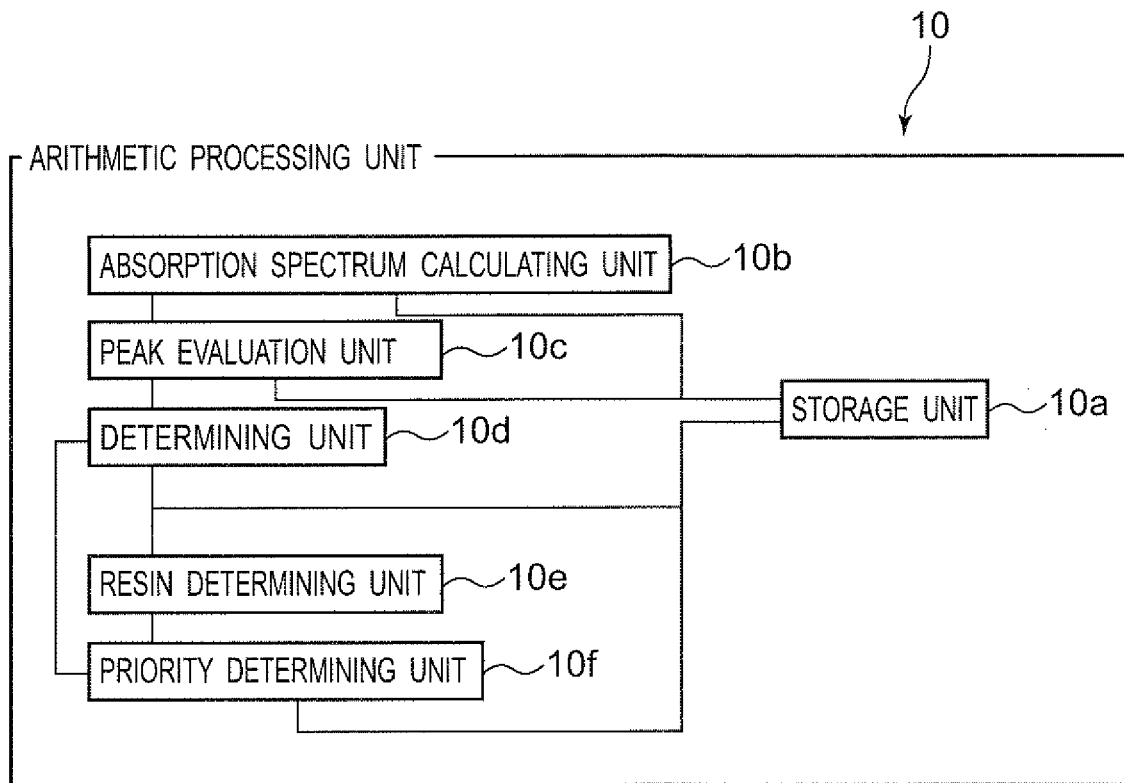 10
ARITHMETIC PROCESSING UNIT
ABSORPTION SPECTRUM CALCULATING UNIT 10b
PEAK EVALUATION UNIT 10c
STORAGE UNIT 10a
DETERMINING UNIT 10d
RESIN DETERMINING UNIT 10e
PRIORITY DETERMINING UNIT 10f